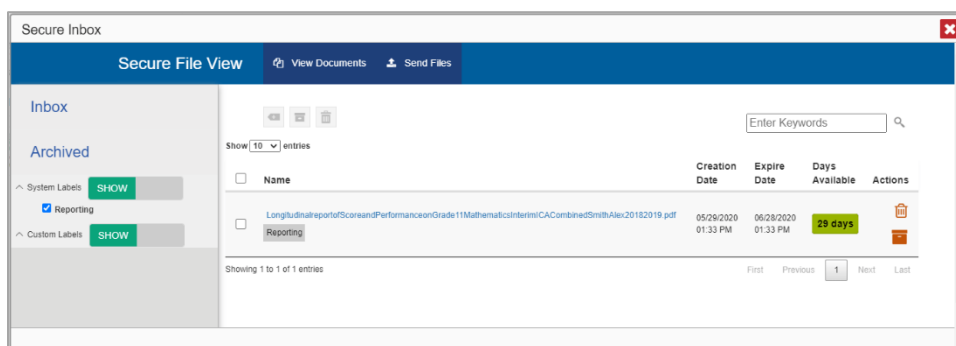 Secure Inbox
Secure File View
View Documents
Send Files
Inbox
Archived
System Labels SHOW
Reporting
Custom Labels SHOW
Enter Keywords
Show 10 entries
Name
Creation Date
Expire Date
Days Available
Actions
LongitudinalreportofScoreandPerformanceonGrade11MathematicsInterimICACombinedSmithAlex20182019.pdf
Reporting
05/29/2020
01:33 PM
06/28/2020
01:33 PM
29 days
Showing 1 to 1 of 1 entries
First Previous 1 Next Last